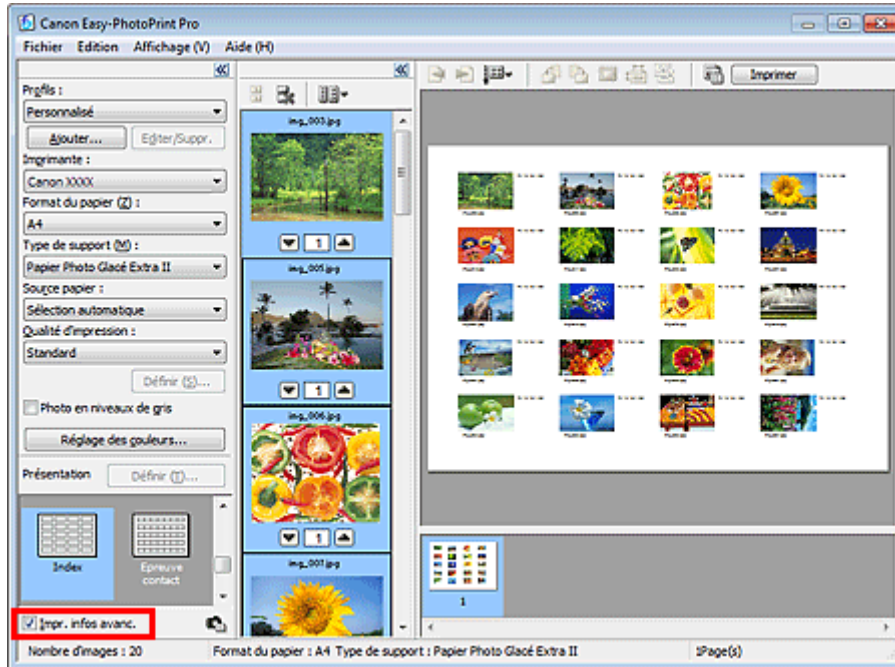 Canon Easy-PhotoPrint Pro
Fichier Edition Affichage (V) Aide (H)
Profils :
Personnalisé
Ajouter... Editer/Suppr.
Imprimante :
Canon XXXX
Format du papier (Z) :
A4
Type de support (M) :
Papier Photo Glacé Extra II
Source papier :
Sélection automatique
Qualité d'impression :
Standard
Définir (S)...
Photo en niveaux de gris
Réglage des couleurs...
Présentation Définir (T)...
Index
Epreuve contact
Impr. infos avanc.
img_003.jpg
1
img_005.jpg
1
img_006.jpg
1
img_007.jpg
Imprimer
1
Nombre d'images : 20 Format du papier : A4 Type de support : Papier Photo Glacé Extra II 1Page(s)